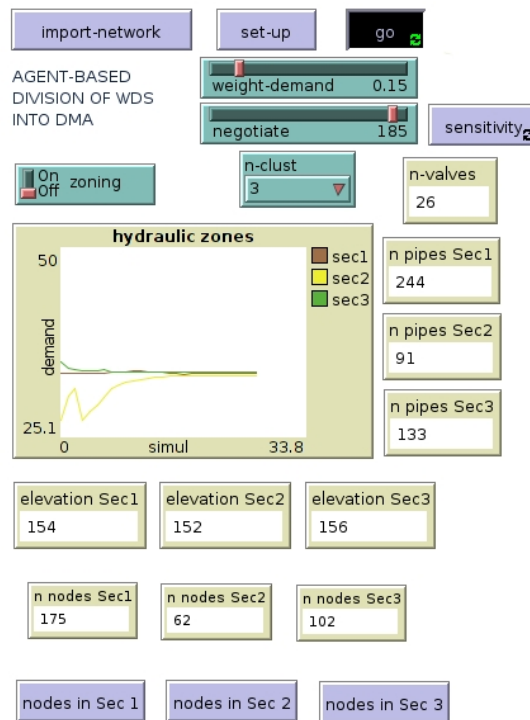 import-network
set-up
go
AGENT-BASED
DIVISION OF WDS
INTO DMA
weight-demand 0.15
negotiate 185
sensitivity
On
Off
zoning
n-clust
3
n-valves
26
hydraulic zones
50
demand
25.1
0
simul
33.8
sec1
sec2
sec3
n pipes Sec1
244
n pipes Sec2
91
n pipes Sec3
133
elevation Sec1
154
elevation Sec2
152
elevation Sec3
156
n nodes Sec1
175
n nodes Sec2
62
n nodes Sec3
102
nodes in Sec 1
nodes in Sec 2
nodes in Sec 3